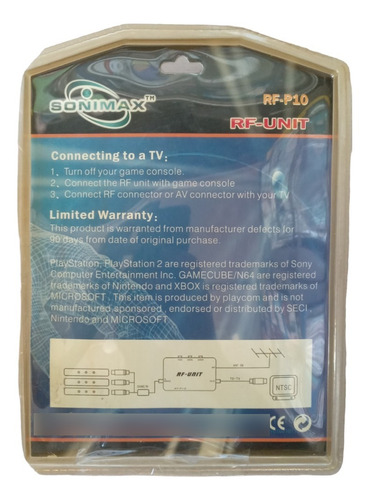 SONIMAX™
RF-P10
RF-UNIT
Connecting to a TV:
1. Turn off your game console.
2. Connect the RF unit with game console
3. Connect RF connector or AV connector with your TV
Limited Warranty:
This product is warranted from manufacturer defects for
90 days from date of original purchase.
PlayStation, PlayStation 2 are registered trademarks of Sony
Computer Entertainment Inc. GAMECUBE/N64 are registered
trademarks of Nintendo and XBOX is registered trademarks of
MICROSOFT . This item is produced by playcom and is not
manufactured sponsored , endorsed or distributed by SECI ,
Nintendo and MICROSOFT.
RF-UNIT
NTSC
CE